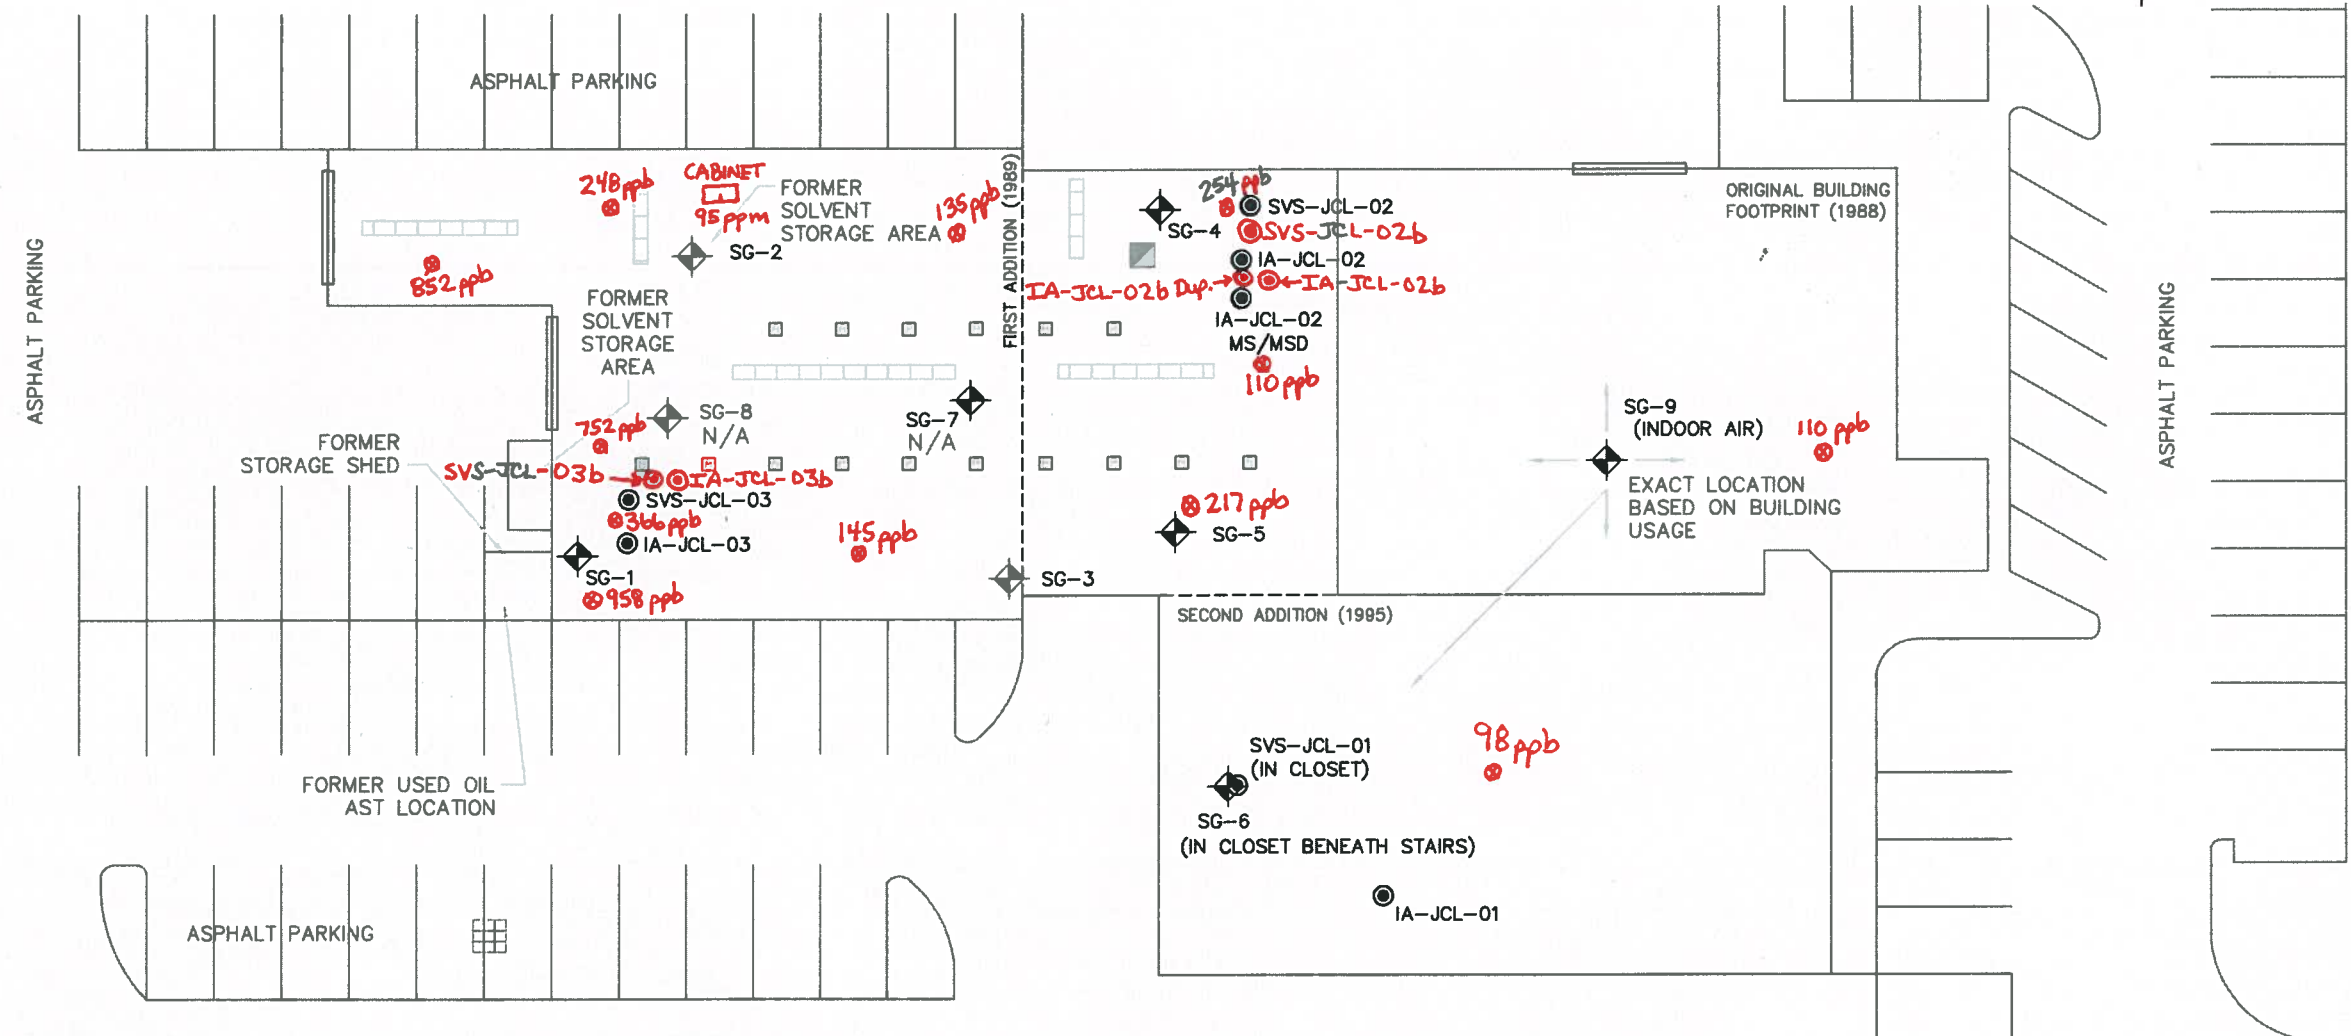 ASPHALT PARKING
ASPHALT PARKING
248 ppb
CABINET
95 ppm
FORMER
SOLVENT
STORAGE AREA
135 ppb
SG-2
852 ppb
FIRST ADDITION (1989)
254 ppb
SVS-JCL-02
SG-4
SVS-JCL-02b
IA-JCL-02
IA-JCL-02b Dup.
IA-JCL-02b
IA-JCL-02
MS/MSD
110 ppb
ORIGINAL BUILDING
FOOTPRINT (1988)
ASPHALT PARKING
FORMER
SOLVENT
STORAGE
AREA
SG-8
N/A
SG-7
N/A
752 ppb
FORMER
STORAGE SHED
SVS-JCL-03b
IA-JCL-03b
SVS-JCL-03
366 ppb
IA-JCL-03
SG-1
958 ppb
145 ppb
SG-3
217 ppb
SG-5
SG-9
(INDOOR AIR)
110 ppb
EXACT LOCATION
BASED ON BUILDING
USAGE
SECOND ADDITION (1995)
FORMER USED OIL
AST LOCATION
SVS-JCL-01
(IN CLOSET)
98 ppb
SG-6
(IN CLOSET BENEATH STAIRS)
IA-JCL-01
ASPHALT PARKING